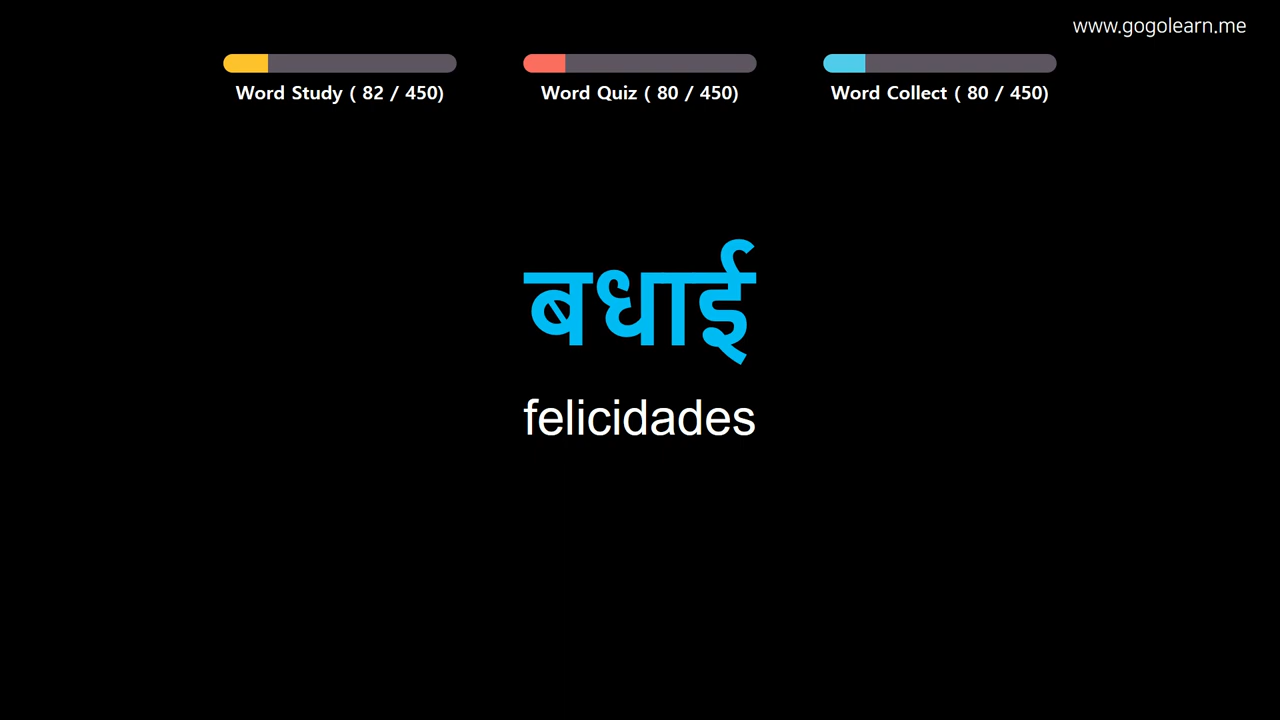 www.gogolearn.me
Word Study ( 82 / 450)
Word Quiz ( 80 / 450)
Word Collect ( 80 / 450)
बधाई
felicidades